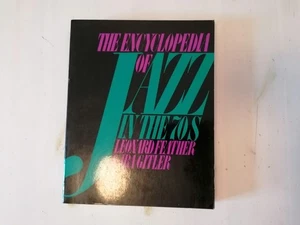 THE ENCYCLOPEDIA
OF
JAZZ
IN THE 70'S
LEONARD FEATHER
IRA GITLER